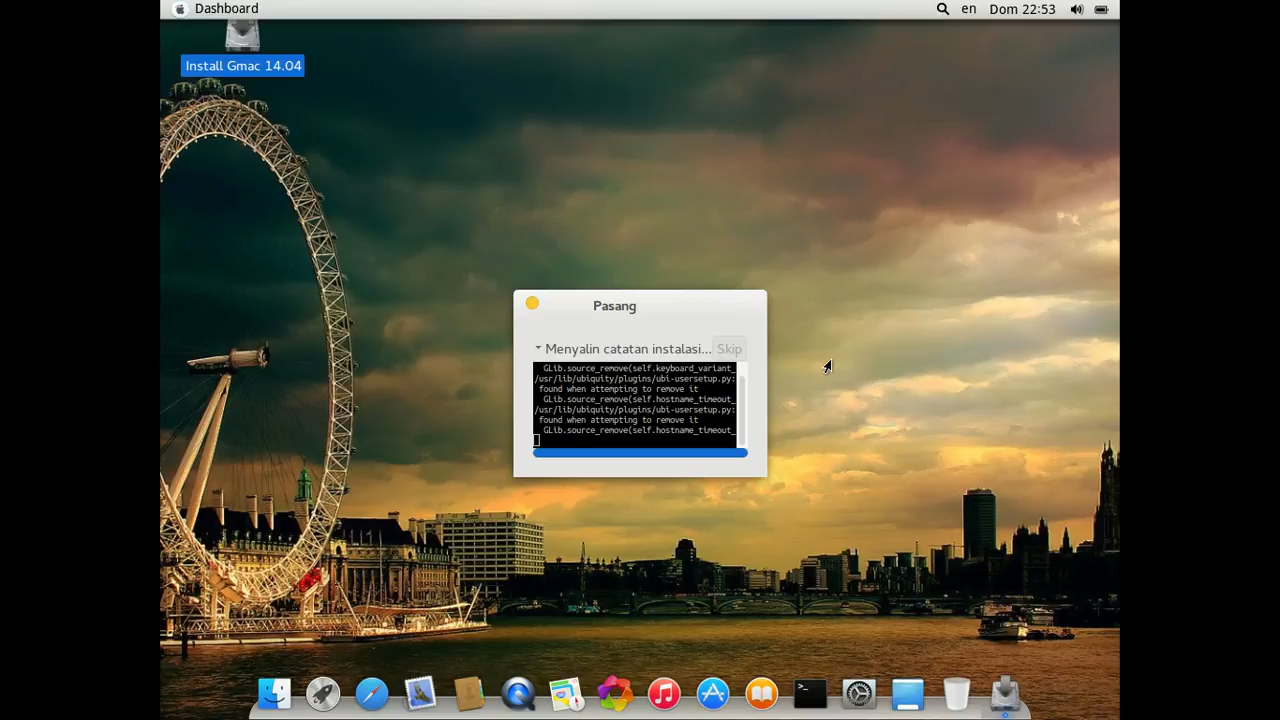 Dashboard
en
Dom 22:53
Install Gmac 14.04
Pasang
Menyalin catatan instalasi...
Skip
GLib.source_remove(self.keyboard_variant_
/usr/lib/ubiquity/plugins/ubi-usersetup.py:
found when attempting to remove it
GLib.source_remove(self.hostname_timeout_
/usr/lib/ubiquity/plugins/ubi-usersetup.py:
found when attempting to remove it
GLib.source_remove(self.hostname_timeout_